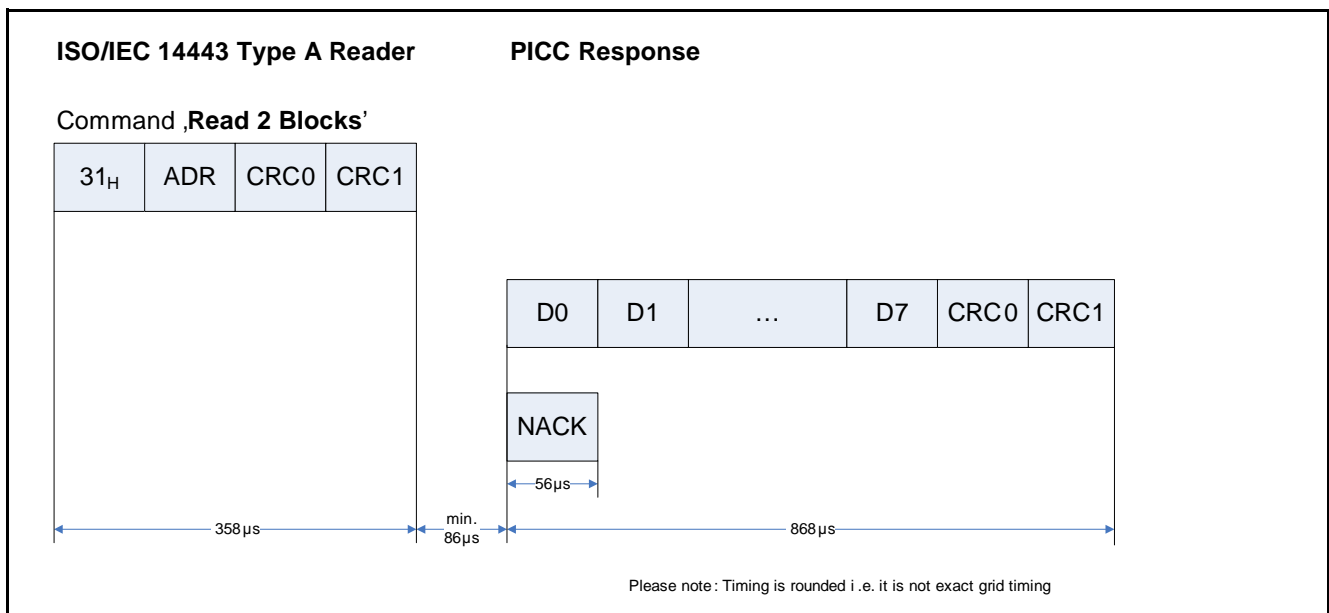 ISO/IEC 14443 Type A Reader PICC Response
Command ‚Read 2 Blocks’
31H ADR CRC0 CRC1
D0 D1 … D7 CRC0 CRC1
NACK
56µs
358µs min. 86µs 868µs
Please note: Timing is rounded i.e. it is not exact grid timing